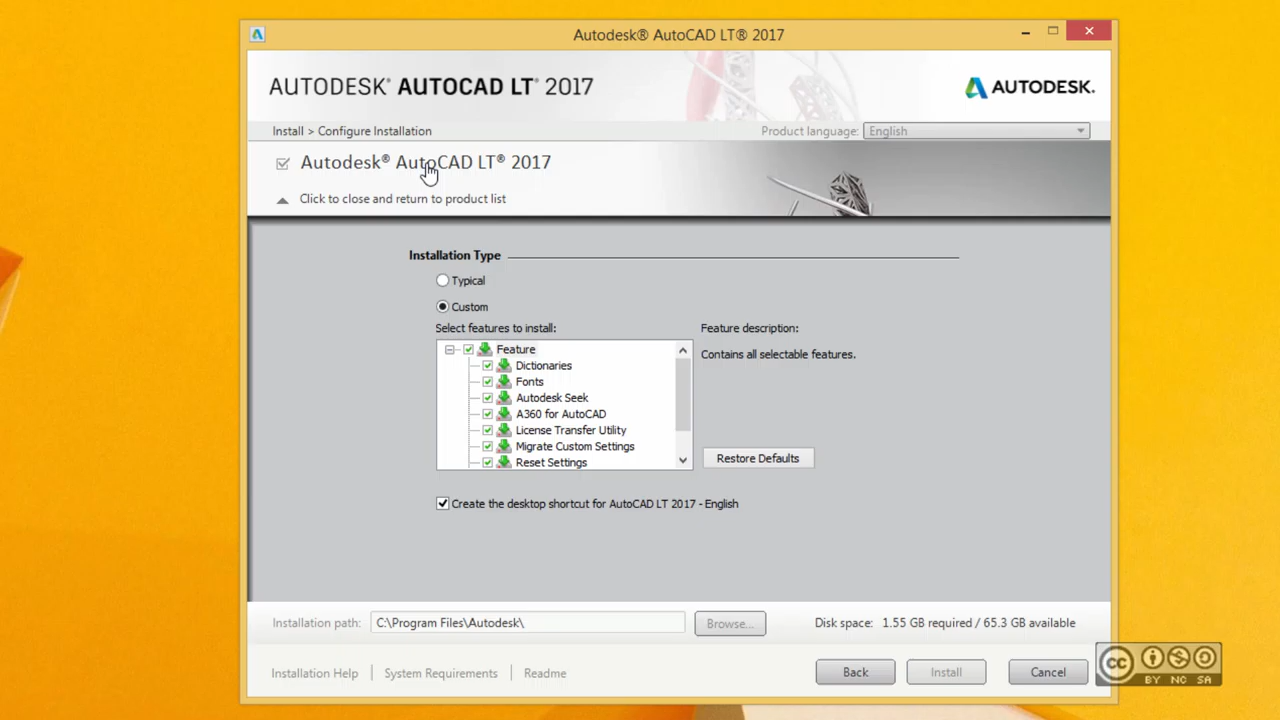 Autodesk® AutoCAD LT® 2017
AUTODESK® AUTOCAD LT® 2017
AUTODESK.
Install > Configure Installation
Product language: English
Autodesk® AutoCAD LT® 2017
Click to close and return to product list
Installation Type
Typical
Custom
Select features to install:
Feature description:
Feature
Contains all selectable features.
Dictionaries
Fonts
Autodesk Seek
A360 for AutoCAD
License Transfer Utility
Migrate Custom Settings
Reset Settings
Restore Defaults
Create the desktop shortcut for AutoCAD LT 2017 - English
Installation path: C:\Program Files\Autodesk\ Browse... Disk space: 1.55 GB required / 65.3 GB available
Installation Help | System Requirements | Readme Back Install Cancel
cc
BY NC SA